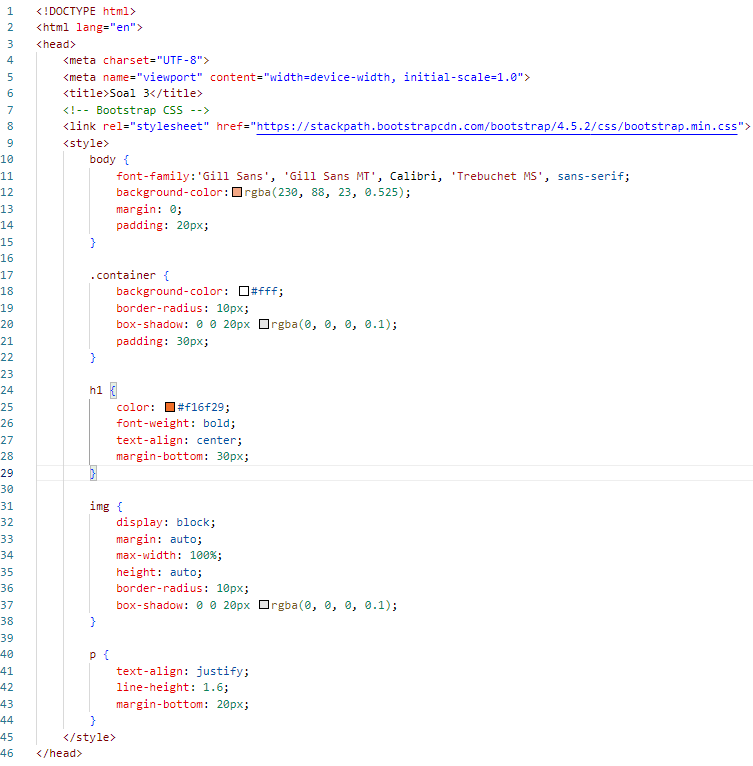 1 <!DOCTYPE html>
2 <html lang="en">
3 <head>
4     <meta charset="UTF-8">
5     <meta name="viewport" content="width=device-width, initial-scale=1.0">
6     <title>Soal 3</title>
7     <!-- Bootstrap CSS -->
8     <link rel="stylesheet" href="https://stackpath.bootstrapcdn.com/bootstrap/4.5.2/css/bootstrap.min.css">
9     <style>
10         body {
11             font-family:'Gill Sans', 'Gill Sans MT', Calibri, 'Trebuchet MS', sans-serif;
12             background-color: rgba(230, 88, 23, 0.525);
13             margin: 0;
14             padding: 20px;
15         }
16
17         .container {
18             background-color: #fff;
19             border-radius: 10px;
20             box-shadow: 0 0 20px rgba(0, 0, 0, 0.1);
21             padding: 30px;
22         }
23
24         h1 {
25             color: #f16f29;
26             font-weight: bold;
27             text-align: center;
28             margin-bottom: 30px;
29         }
30
31         img {
32             display: block;
33             margin: auto;
34             max-width: 100%;
35             height: auto;
36             border-radius: 10px;
37             box-shadow: 0 0 20px rgba(0, 0, 0, 0.1);
38         }
39
40         p {
41             text-align: justify;
42             line-height: 1.6;
43             margin-bottom: 20px;
44         }
45     </style>
46 </head>